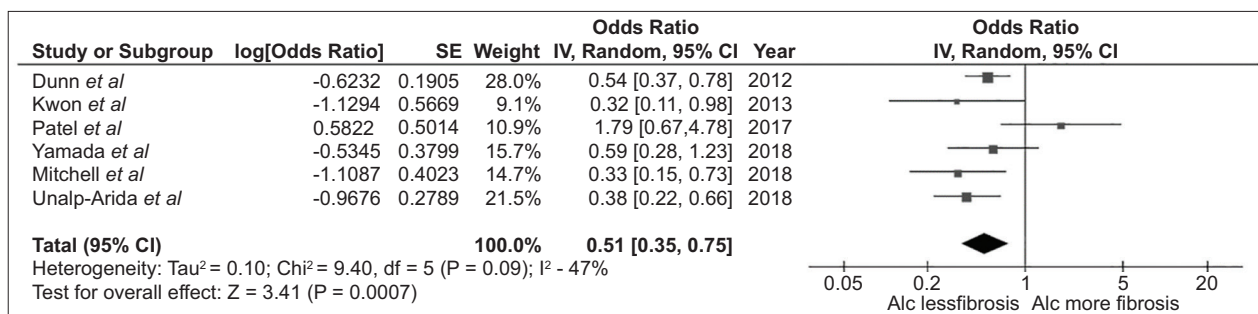 Odds Ratio Odds Ratio
Study or Subgroup log[Odds Ratio] SE Weight IV, Random, 95% CI Year IV, Random, 95% CI
Dunn et al -0.6232 0.1905 28.0% 0.54 [0.37, 0.78] 2012
Kwon et al -1.1294 0.5669 9.1% 0.32 [0.11, 0.98] 2013
Patel et al 0.5822 0.5014 10.9% 1.79 [0.67,4.78] 2017
Yamada et al -0.5345 0.3799 15.7% 0.59 [0.28, 1.23] 2018
Mitchell et al -1.1087 0.4023 14.7% 0.33 [0.15, 0.73] 2018
Unalp-Arida et al -0.9676 0.2789 21.5% 0.38 [0.22, 0.66] 2018
Tatal (95% CI) 100.0% 0.51 [0.35, 0.75]
Heterogeneity: Tau² = 0.10; Chi² = 9.40, df = 5 (P = 0.09); I² - 47%
Test for overall effect: Z = 3.41 (P = 0.0007)
0.05 0.2 1 5 20
Alc lessfibrosis Alc more fibrosis